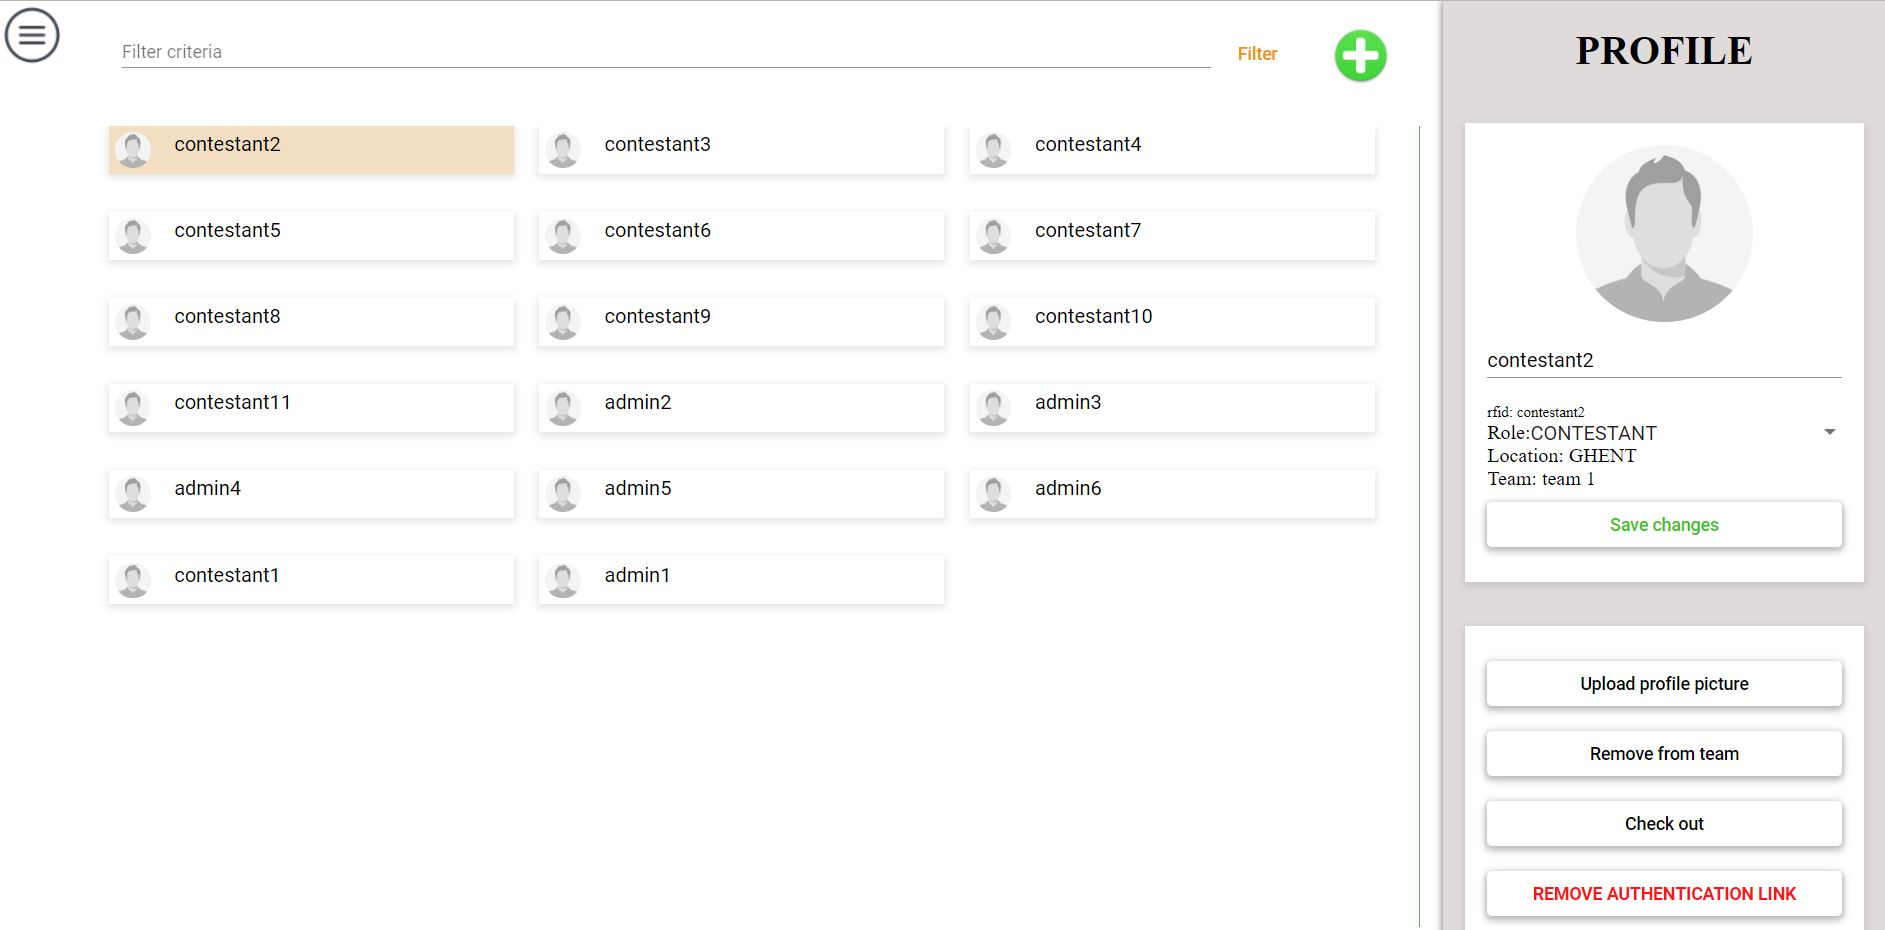 Filter criteria
Filter
contestant2
contestant3
contestant4
contestant5
contestant6
contestant7
contestant8
contestant9
contestant10
contestant11
admin2
admin3
admin4
admin5
admin6
contestant1
admin1
PROFILE
contestant2
rfid: contestant2
Role:CONTESTANT
Location: GHENT
Team: team 1
Save changes
Upload profile picture
Remove from team
Check out
REMOVE AUTHENTICATION LINK